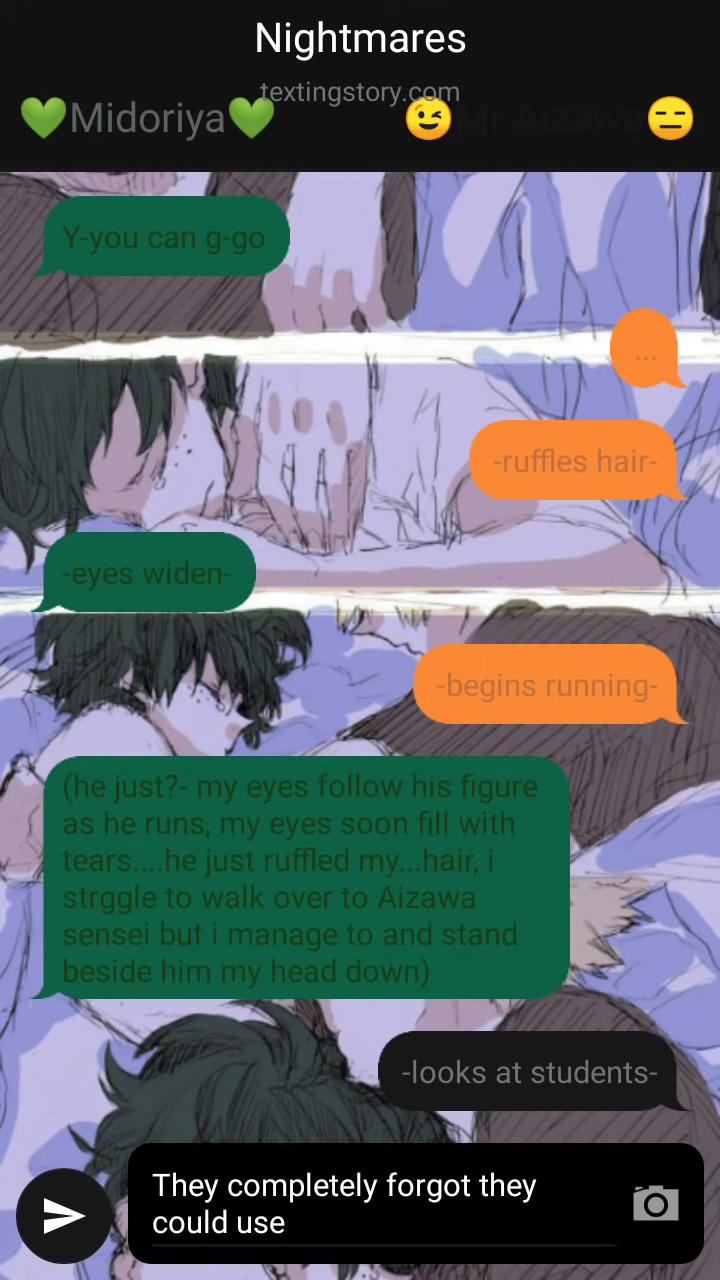 Nightmares
textingstory.com
💚Midoriya💚 😉Mr.Aizawa😑
Y-you can g-go
...
-ruffles hair-
-eyes widen-
-begins running-
(he just?- my eyes follow his figure
as he runs, my eyes soon fill with
tears....he just ruffled my...hair, i
strggle to walk over to Aizawa
sensei but i manage to and stand
beside him my head down)
-looks at students-
They completely forgot they
could use